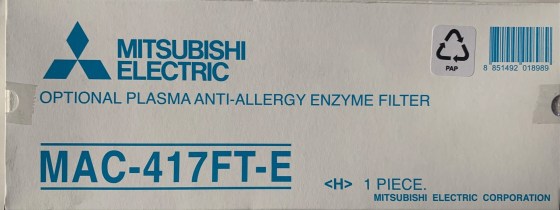 MITSUBISHI
ELECTRIC
PAP
8 851492 018989
OPTIONAL PLASMA ANTI-ALLERGY ENZYME FILTER
MAC-417FT-E
<H> 1 PIECE.
MITSUBISHI ELECTRIC CORPORATION